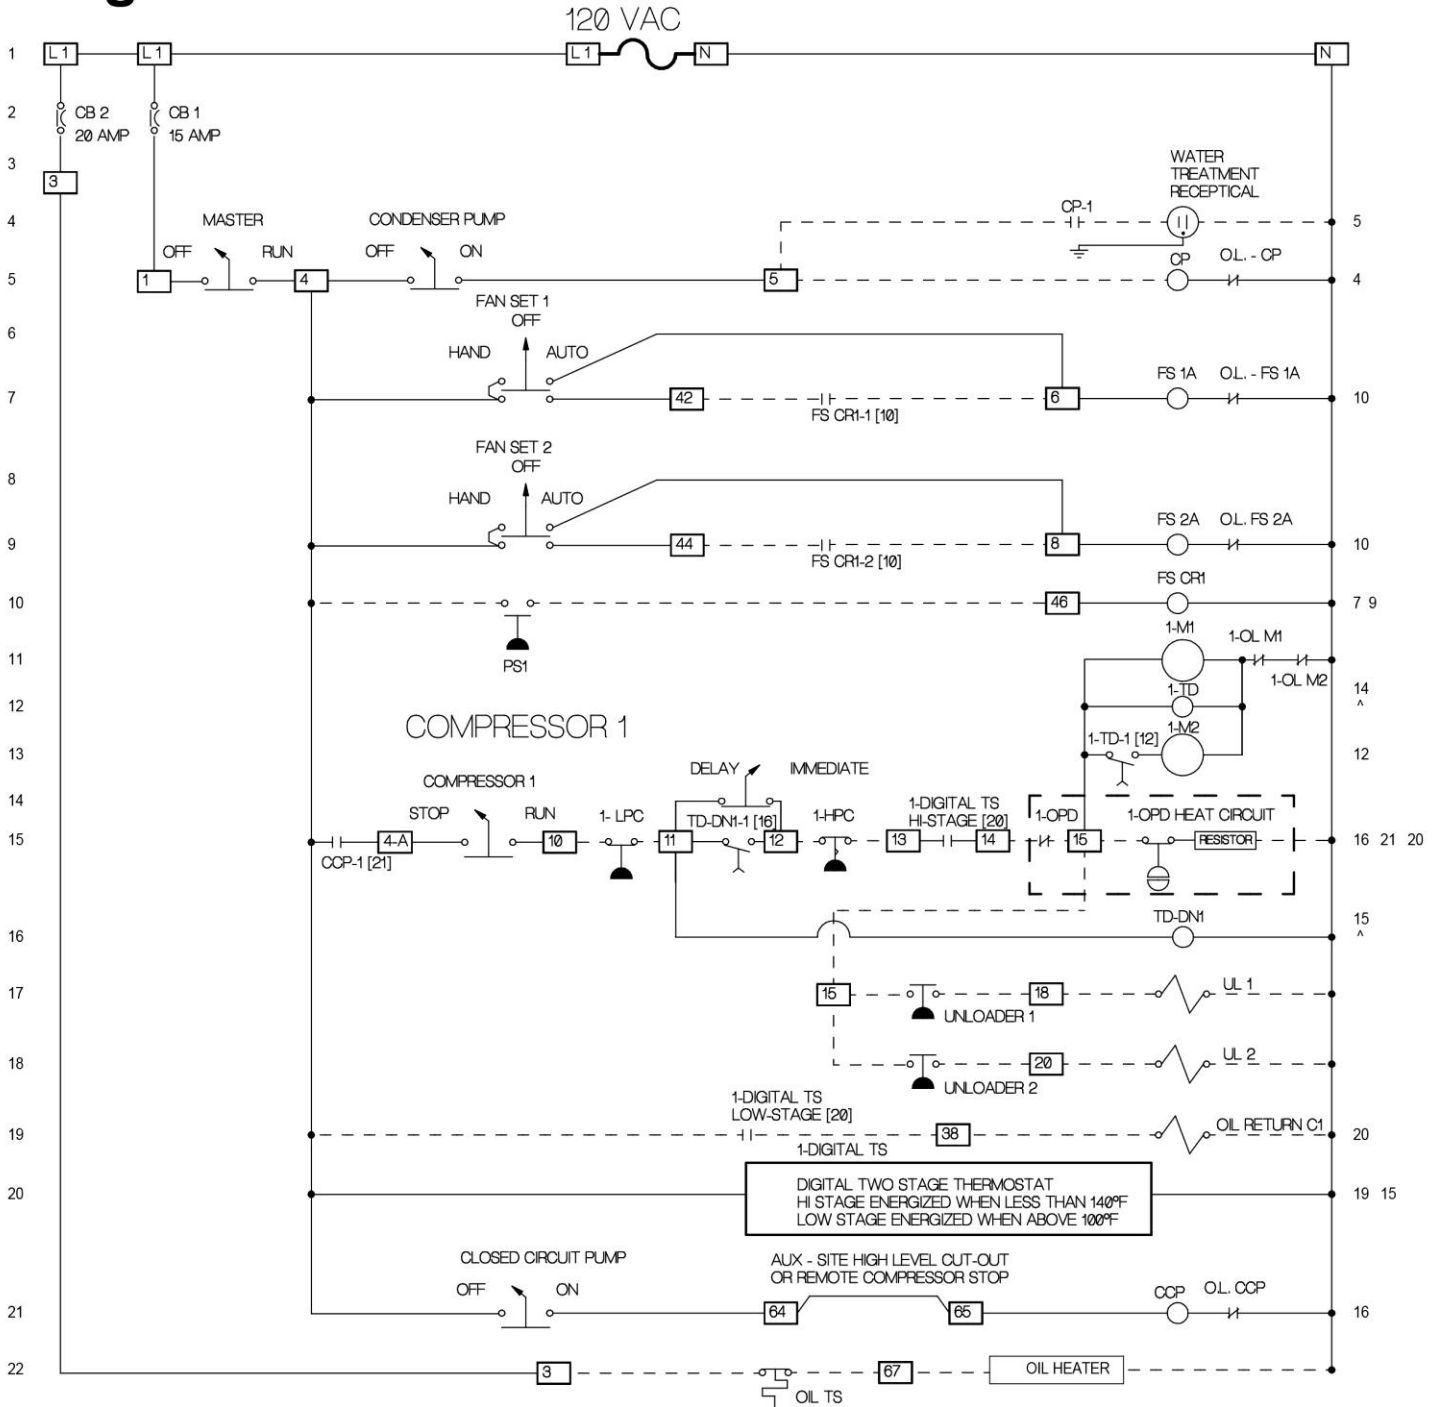 g
120 VAC
1 L1 L1 L1 N N
2 CB 2 CB 1
20 AMP 15 AMP
3 WATER
3 TREATMENT
RECEPTICAL
4 MASTER CONDENSER PUMP CP-1 5
OFF RUN OFF ON CP O.L. - CP
5 1 4 5 4
FAN SET 1
OFF
6
HAND AUTO
FS 1A O.L. - FS 1A
7 42 6 10
FS CR1-1 [10]
FAN SET 2
OFF
8
HAND AUTO
FS 2A O.L. FS 2A
9 44 8 10
FS CR1-2 [10]
FS CR1
10 46 7 9
1-M1
11 PS1 1-OL M1
1-OL M2
1-TD 14
12 ^
COMPRESSOR 1 1-M2
13 1-TD-1 [12] 12
DELAY IMMEDIATE
COMPRESSOR 1
14 1-DIGITAL TS
STOP RUN 1- LPC TD-DN1-1 [16] 1-HPC HI-STAGE [20] 1-OPD 1-OPD HEAT CIRCUIT
15 4-A 10 11 12 13 14 15 RESISTOR 16 21 20
CCP-1 [21]
TD-DN1 15
16 ^
17 15 18 UL 1
UNLOADER 1
18 20 UL 2
UNLOADER 2
1-DIGITAL TS
LOW-STAGE [20]
19 38 OIL RETURN C1 20
1-DIGITAL TS
DIGITAL TWO STAGE THERMOSTAT
20 HI STAGE ENERGIZED WHEN LESS THAN 140ºF 19 15
LOW STAGE ENERGIZED WHEN ABOVE 100ºF
CLOSED CIRCUIT PUMP AUX - SITE HIGH LEVEL CUT-OUT
OR REMOTE COMPRESSOR STOP
OFF ON CCP O.L. CCP
21 64 65 16
22 3 67 OIL HEATER
OIL TS